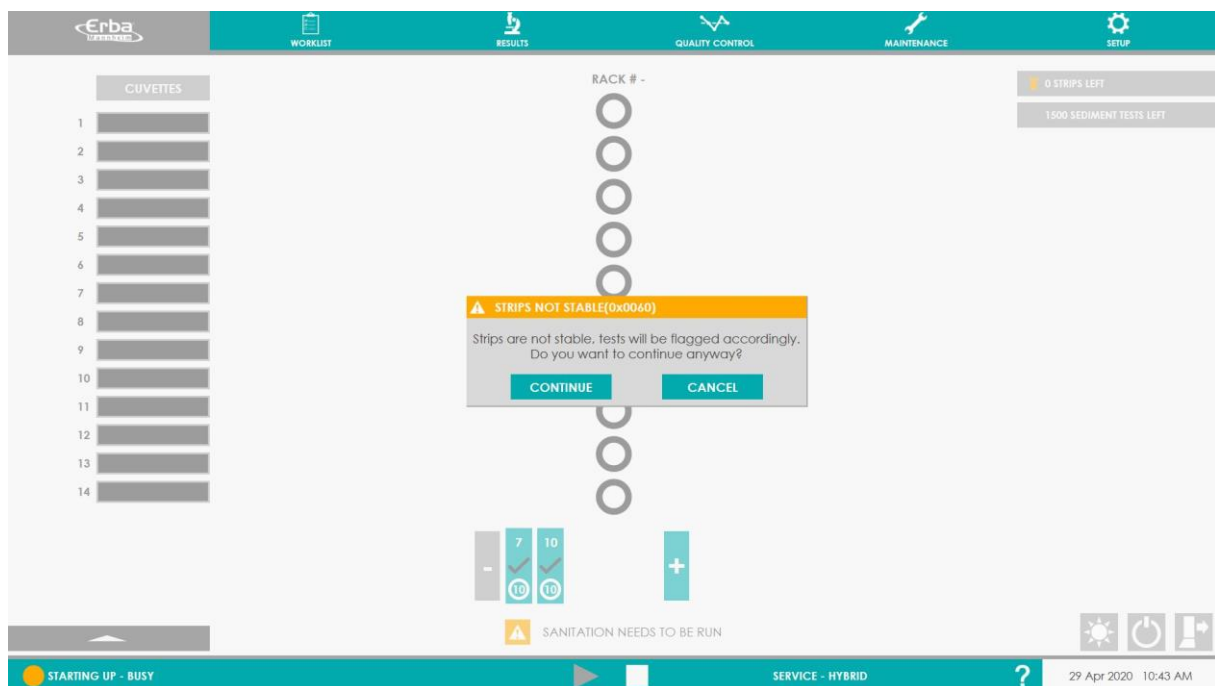 Erba
Mannheim
WORKLIST
RESULTS
QUALITY CONTROL
MAINTENANCE
SETUP
CUVETTES
RACK # -
0 STRIPS LEFT
1500 SEDIMENT TESTS LEFT
1
2
3
4
5
6
7
8
9
10
11
12
13
14
STRIPS NOT STABLE(0x0060)
Strips are not stable, tests will be flagged accordingly.
Do you want to continue anyway?
CONTINUE CANCEL
7 10
- +
10 10
SANITATION NEEDS TO BE RUN
STARTING UP - BUSY
SERVICE - HYBRID
?
29 Apr 2020 10:43 AM